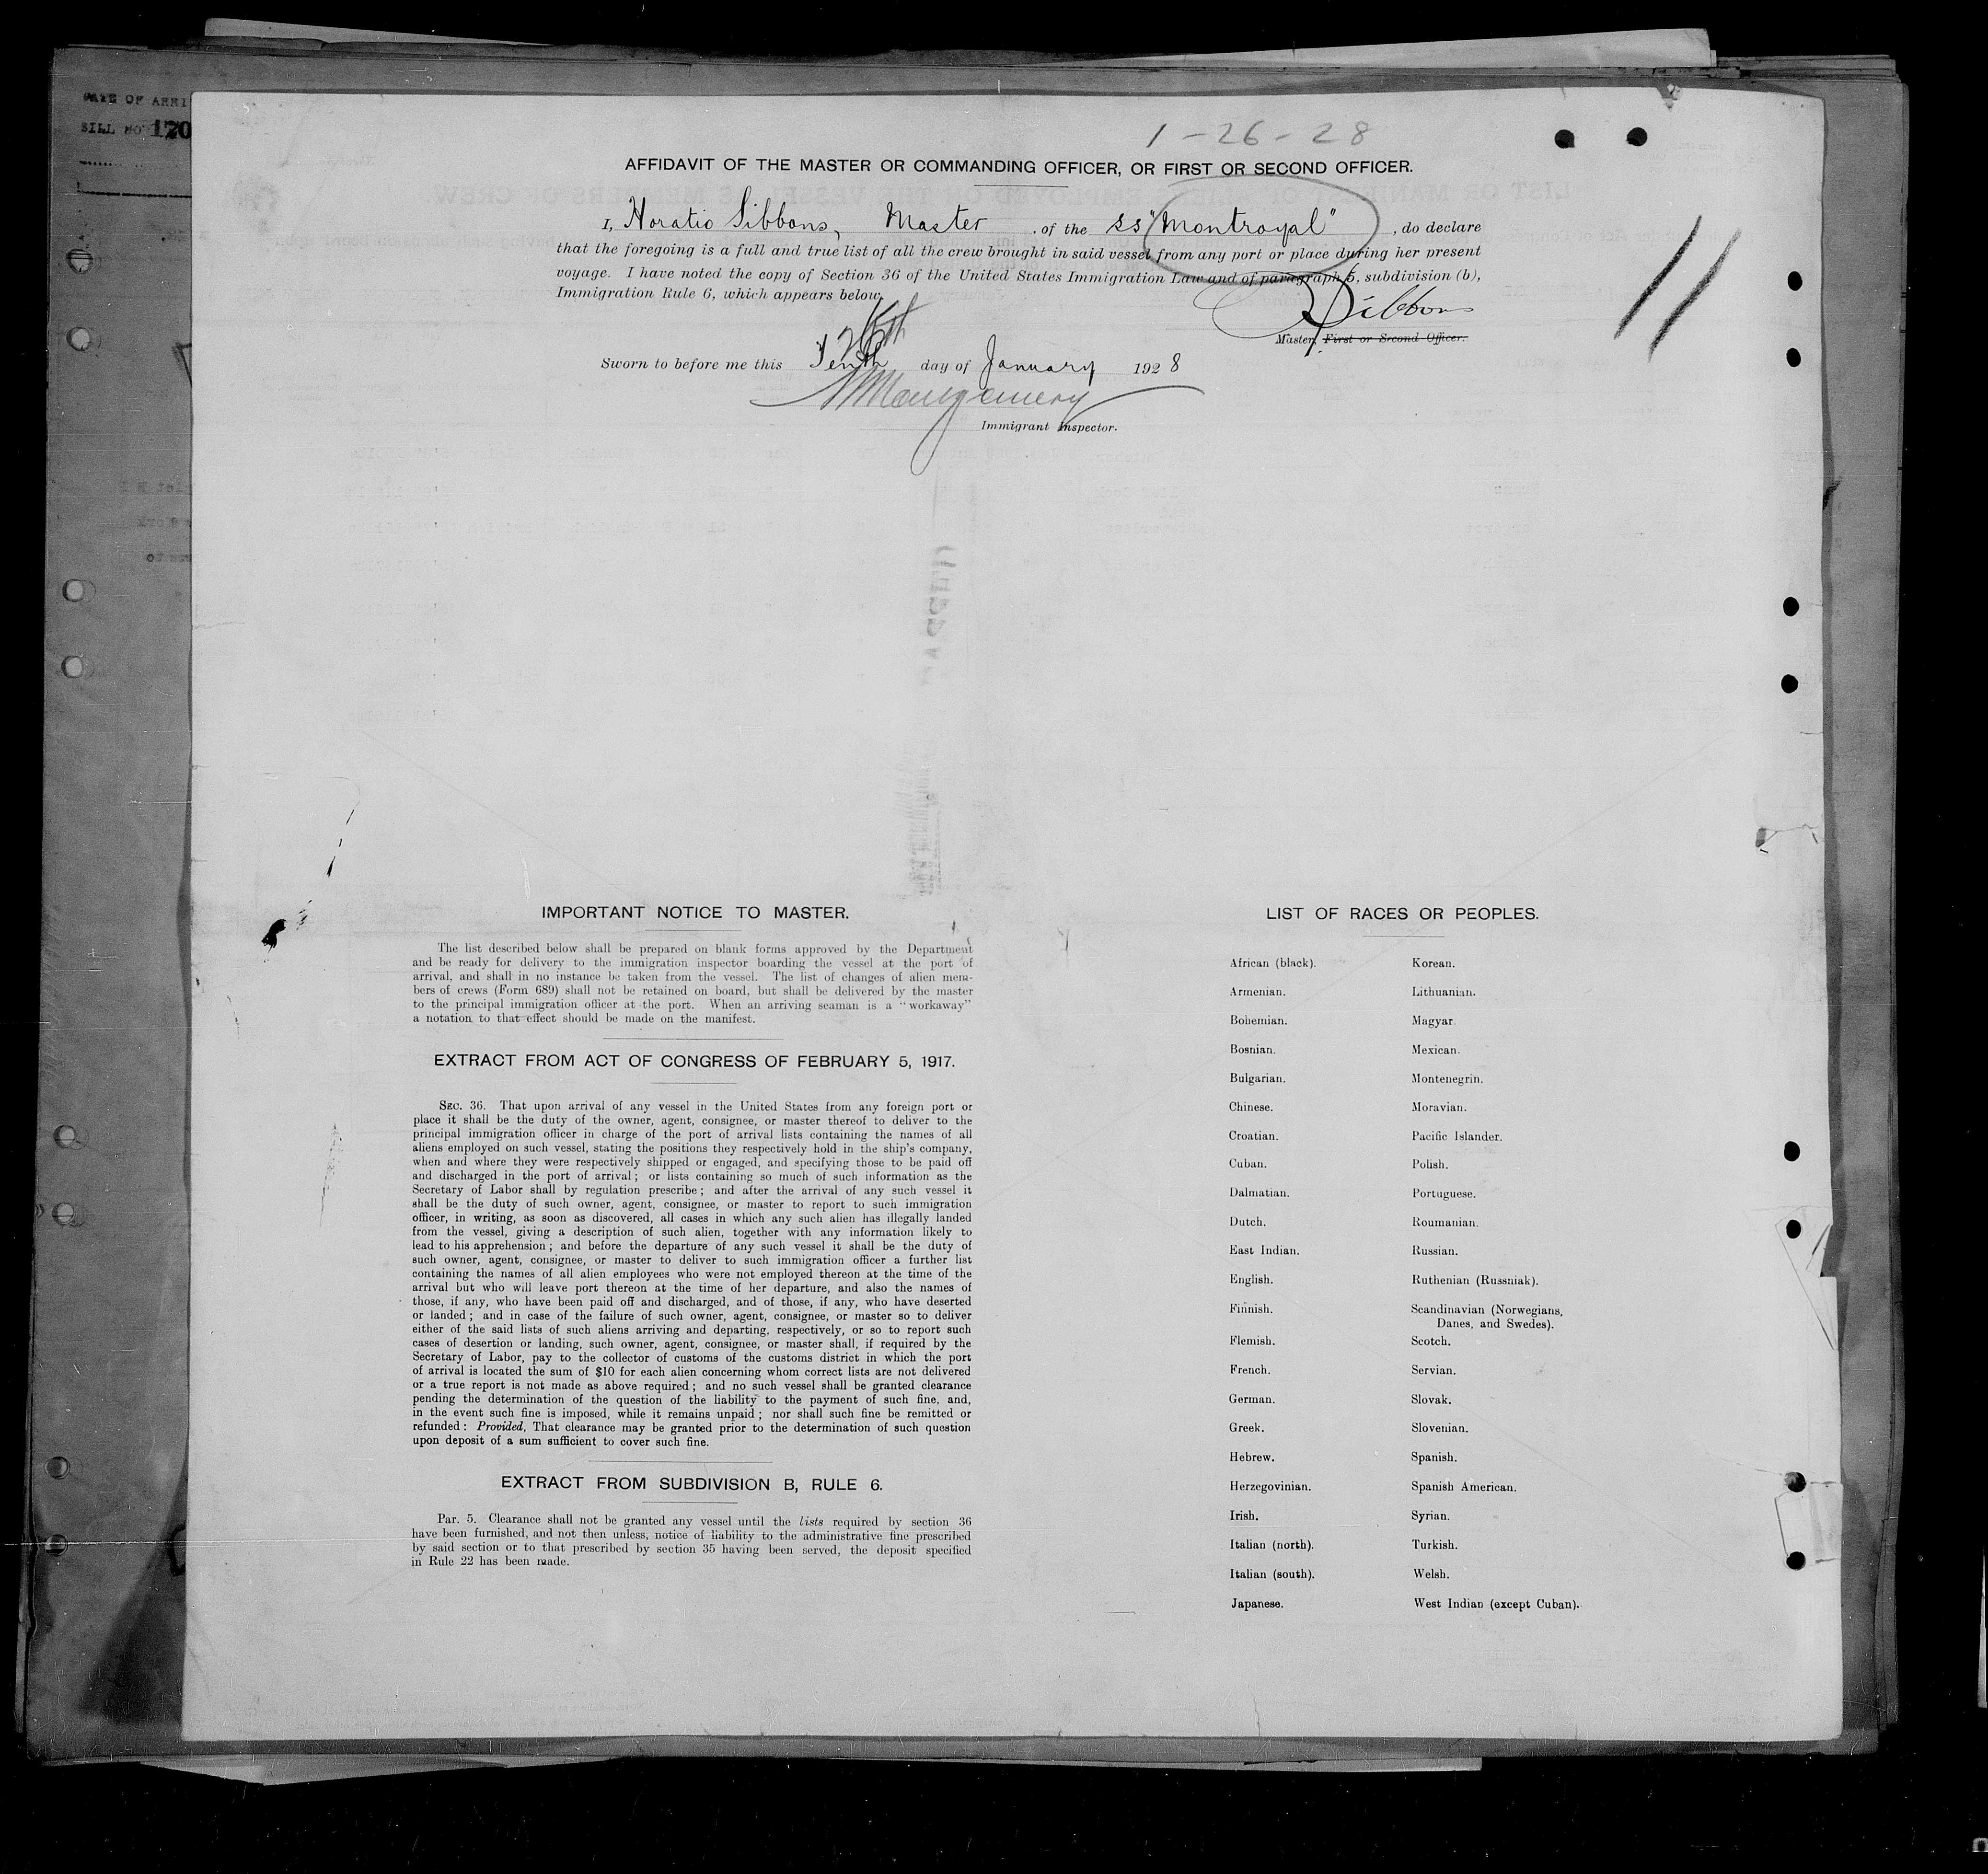 DATE OF ARRI
BILL NO 170
1-26-28
AFFIDAVIT OF THE MASTER OR COMMANDING OFFICER, OR FIRST OR SECOND OFFICER.
I, Horatio Gibbons, Master, of the SS "Montroyal", do declare
that the foregoing is a full and true list of all the crew brought in said vessel from any port or place during her present
voyage. I have noted the copy of Section 36 of the United States Immigration Law and of paragraph 5, subdivision (b),
Immigration Rule 6, which appears below.
Gibbons
Master, First or Second Officer.
26th
Sworn to before me this Tenth day of January 1928
Montgomery
Immigrant Inspector.
11
IMPORTANT NOTICE TO MASTER.
The list described below shall be prepared on blank forms approved by the Department
and be ready for delivery to the immigration inspector boarding the vessel at the port of
arrival, and shall in no instance be taken from the vessel. The list of changes of alien mem-
bers of crews (Form 689) shall not be retained on board, but shall be delivered by the master
to the principal immigration officer at the port. When an arriving seaman is a "workaway"
a notation to that effect should be made on the manifest.
EXTRACT FROM ACT OF CONGRESS OF FEBRUARY 5, 1917.
SEC. 36. That upon arrival of any vessel in the United States from any foreign port or
place it shall be the duty of the owner, agent, consignee, or master thereof to deliver to the
principal immigration officer in charge of the port of arrival lists containing the names of all
aliens employed on such vessel, stating the positions they respectively hold in the ship's company,
when and where they were respectively shipped or engaged, and specifying those to be paid off
and discharged in the port of arrival; or lists containing so much of such information as the
Secretary of Labor shall by regulation prescribe; and after the arrival of any such vessel it
shall be the duty of such owner, agent, consignee, or master to report to such immigration
officer, in writing, as soon as discovered, all cases in which any such alien has illegally landed
from the vessel, giving a description of such alien, together with any information likely to
lead to his apprehension; and before the departure of any such vessel it shall be the duty of
such owner, agent, consignee, or master to deliver to such immigration officer a further list
containing the names of all alien employees who were not employed thereon at the time of the
arrival but who will leave port thereon at the time of her departure, and also the names of
those, if any, who have been paid off and discharged, and of those, if any, who have deserted
or landed; and in case of the failure of such owner, agent, consignee, or master so to deliver
either of the said lists of such aliens arriving and departing, respectively, or so to report such
cases of desertion or landing, such owner, agent, consignee, or master shall, if required by the
Secretary of Labor, pay to the collector of customs of the customs district in which the port
of arrival is located the sum of $10 for each alien concerning whom correct lists are not delivered
or a true report is not made as above required; and no such vessel shall be granted clearance
pending the determination of the question of the liability to the payment of such fine, and,
in the event such fine is imposed, while it remains unpaid; nor shall such fine be remitted or
refunded: Provided, That clearance may be granted prior to the determination of such question
upon deposit of a sum sufficient to cover such fine.
EXTRACT FROM SUBDIVISION B, RULE 6.
Par. 5. Clearance shall not be granted any vessel until the lists required by section 36
have been furnished, and not then unless, notice of liability to the administrative fine prescribed
by said section or to that prescribed by section 35 having been served, the deposit specified
in Rule 22 has been made.
LIST OF RACES OR PEOPLES.
African (black).
Armenian.
Bohemian.
Bosnian.
Bulgarian.
Chinese.
Croatian.
Cuban.
Dalmatian.
Dutch.
East Indian.
English.
Finnish.
Flemish.
French.
German.
Greek.
Hebrew.
Herzegovinian.
Irish.
Italian (north).
Italian (south).
Japanese.
Korean.
Lithuanian.
Magyar.
Mexican.
Montenegrin.
Moravian.
Pacific Islander.
Polish.
Portuguese.
Roumanian.
Russian.
Ruthenian (Russniak).
Scandinavian (Norwegians,
Danes, and Swedes).
Scotch.
Servian.
Slovak.
Slovenian.
Spanish.
Spanish American.
Syrian.
Turkish.
Welsh.
West Indian (except Cuban).